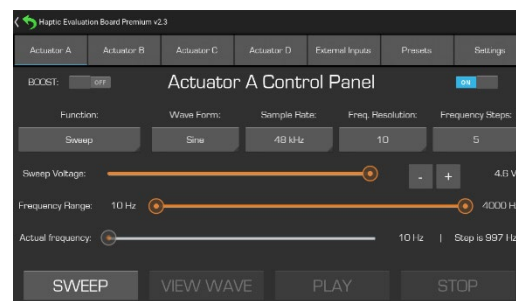 Haptic Evaluation Board Premium v2.3
Actuator A Actuator B Actuator C Actuator D External Inputs Presets Settings
BOOST: OFF Actuator A Control Panel ON
Function: Wave Form: Sample Rate: Freq. Resolution: Frequency Steps:
Sweep Sine 48 kHz 10 5
Sweep Voltage: - + 4.6 V
Frequency Range: 10 Hz 4000 H
Actual frequency: 10 Hz | Step is 997 Hz
SWEEP VIEW WAVE PLAY STOP